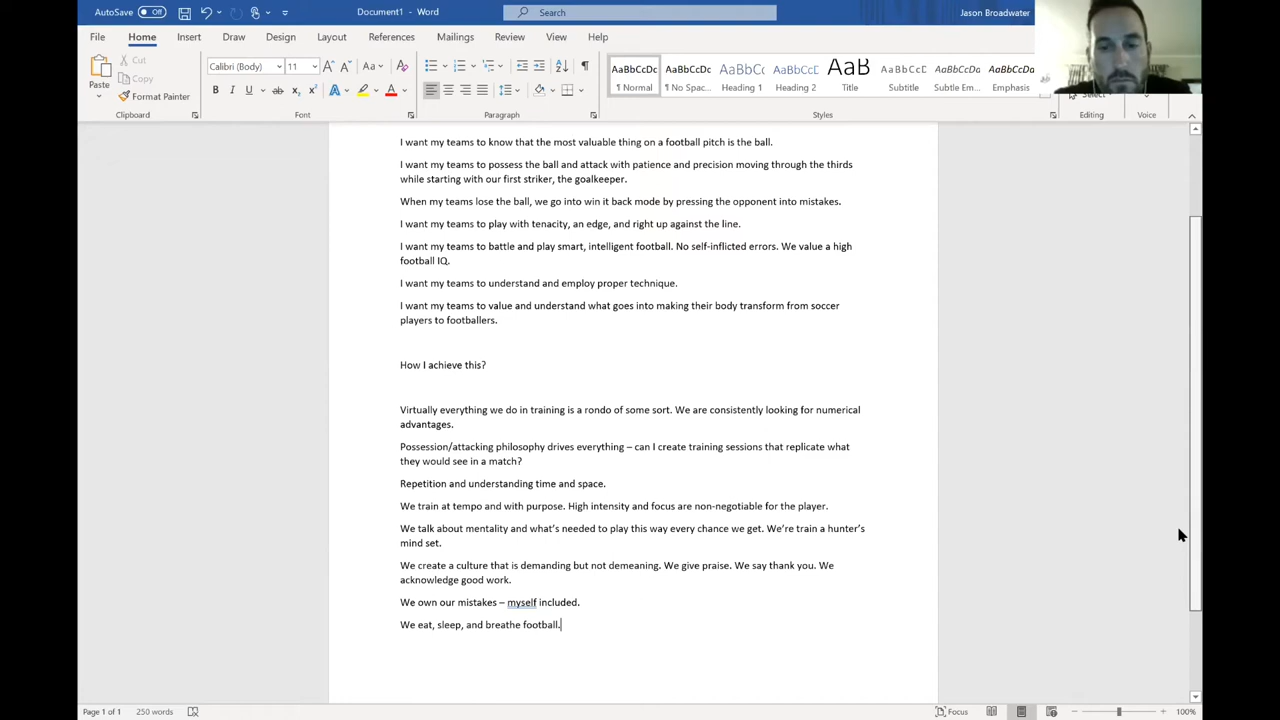 AutoSave Off
Document1 - Word
Search
Jason Broadwater
File Home Insert Draw Design Layout References Mailings Review View Help
Paste
Cut
Copy
Format Painter
Clipboard
Calibri (Body) 11
Font
Paragraph
AaBbCcDc AaBbCcDc AaBbCc AaBbCcD AaB AaBbCcD AaBbCcDc AaBbCcDc
¶ Normal ¶ No Spac... Heading 1 Heading 2 Title Subtitle Subtle Em... Emphasis
Styles
Select
Editing
Voice
I want my teams to know that the most valuable thing on a football pitch is the ball.
I want my teams to possess the ball and attack with patience and precision moving through the thirds
while starting with our first striker, the goalkeeper.
When my teams lose the ball, we go into win it back mode by pressing the opponent into mistakes.
I want my teams to play with tenacity, an edge, and right up against the line.
I want my teams to battle and play smart, intelligent football. No self-inflicted errors. We value a high
football IQ.
I want my teams to understand and employ proper technique.
I want my teams to value and understand what goes into making their body transform from soccer
players to footballers.
How I achieve this?
Virtually everything we do in training is a rondo of some sort. We are consistently looking for numerical
advantages.
Possession/attacking philosophy drives everything – can I create training sessions that replicate what
they would see in a match?
Repetition and understanding time and space.
We train at tempo and with purpose. High intensity and focus are non-negotiable for the player.
We talk about mentality and what's needed to play this way every chance we get. We're train a hunter's
mind set.
We create a culture that is demanding but not demeaning. We give praise. We say thank you. We
acknowledge good work.
We own our mistakes – myself included.
We eat, sleep, and breathe football.
Page 1 of 1 250 words
Focus
100%